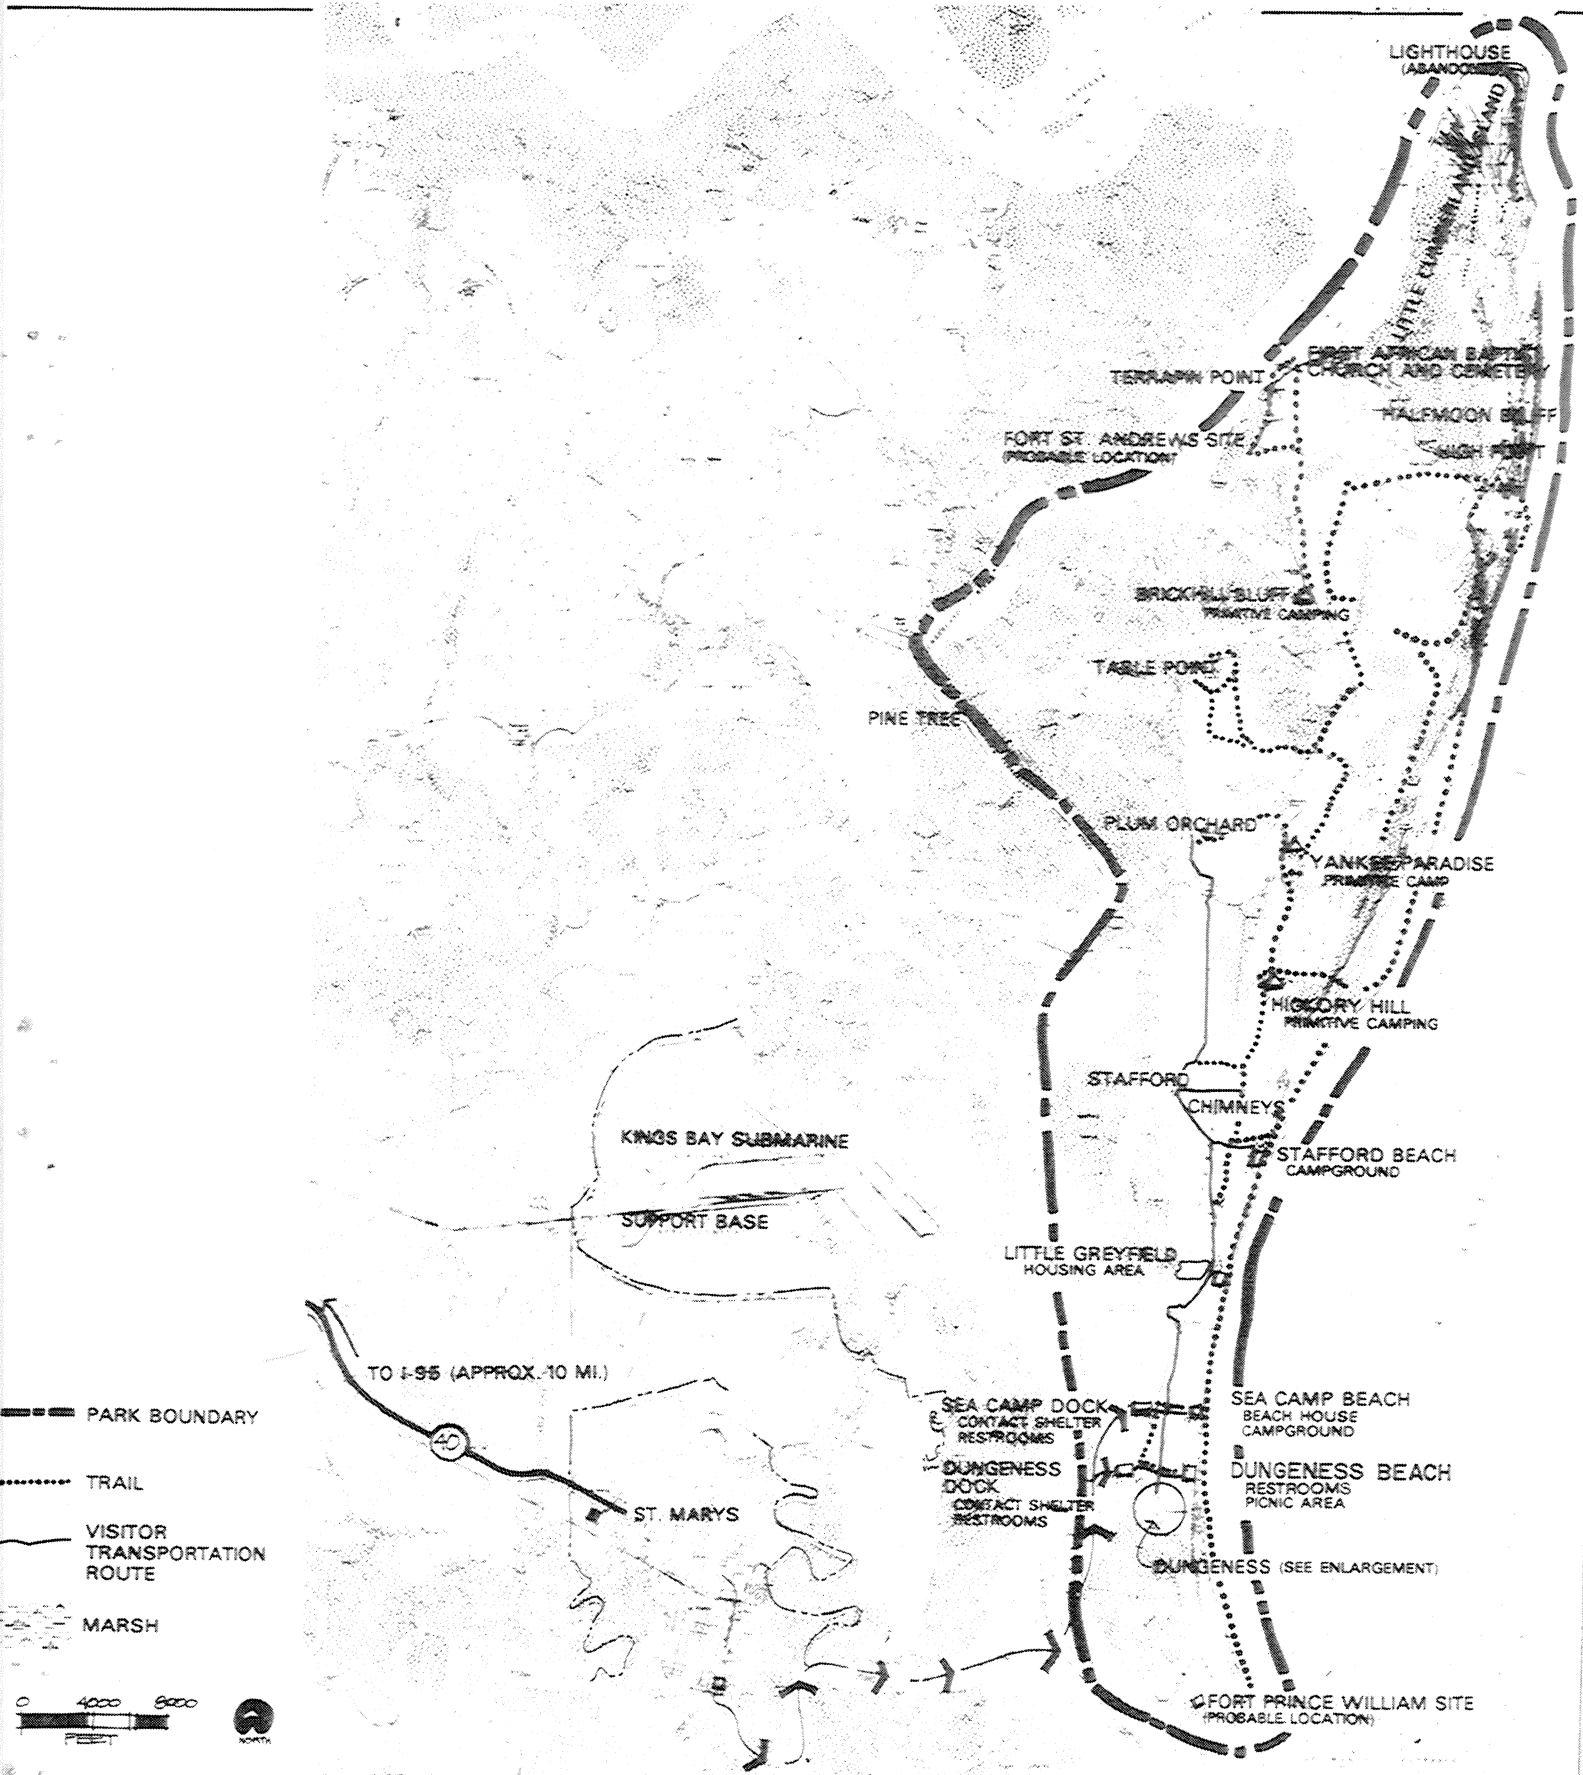 LIGHTHOUSE
(ABANDONED)
LITTLE CUMBERLAND ISLAND
FIRST AFRICAN BAPTIST
CHURCH AND CEMETERY
TERRAPIN POINT
HALFMOON BLUFF
FORT ST. ANDREWS SITE
(PROBABLE LOCATION)
HIGH POINT
BRICKHILL BLUFF
PRIMITIVE CAMPING
TABLE POINT
PINE TREE
PLUM ORCHARD
YANKEE PARADISE
PRIMITIVE CAMP
HICKORY HILL
PRIMITIVE CAMPING
STAFFORD
CHIMNEYS
KINGS BAY SUBMARINE
SUPPORT BASE
STAFFORD BEACH
CAMPGROUND
LITTLE GREYFIELD
HOUSING AREA
TO I-95 (APPROX. 10 MI.)
40
ST. MARYS
SEA CAMP DOCK
CONTACT SHELTER
RESTROOMS
SEA CAMP BEACH
BEACH HOUSE
CAMPGROUND
DUNGENESS
DOCK
CONTACT SHELTER
RESTROOMS
DUNGENESS BEACH
RESTROOMS
PICNIC AREA
DUNGENESS (SEE ENLARGEMENT)
FORT PRINCE WILLIAM SITE
(PROBABLE LOCATION)
PARK BOUNDARY
TRAIL
VISITOR
TRANSPORTATION
ROUTE
MARSH
0 4000 8000
FEET
NORTH